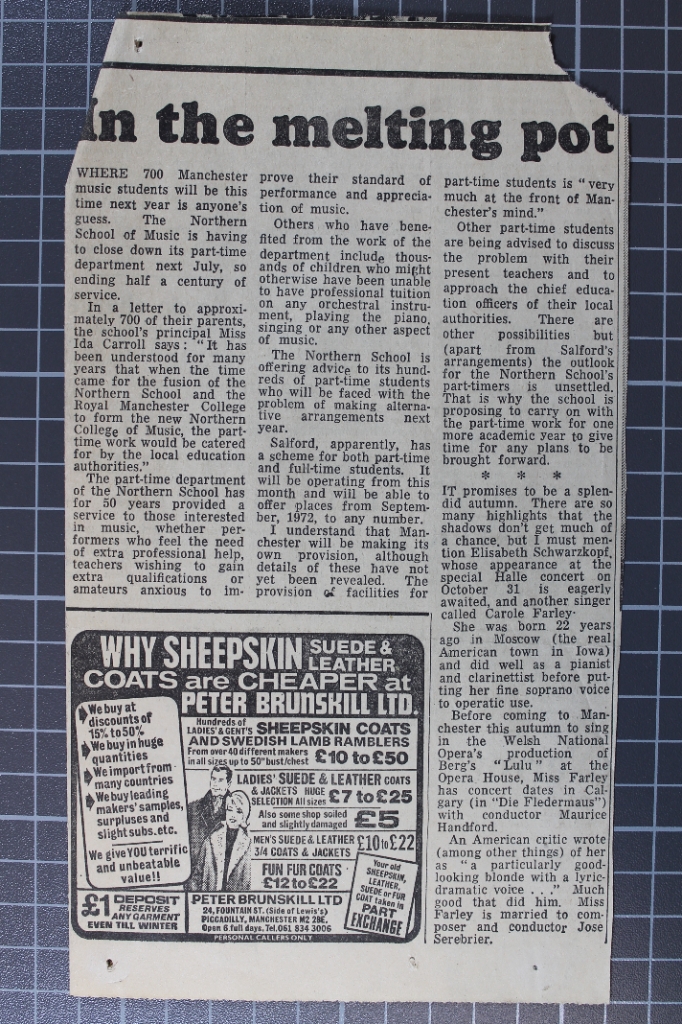 in the melting pot
WHERE 700 Manchester
music students will be this
time next year is anyone's
guess. The Northern
School of Music is having
to close down its part-time
department next July, so
ending half a century of
service.
In a letter to approxi-
mately 700 of their parents,
the school's principal Miss
Ida Carroll says: "It has
been understood for many
years that when the time
came for the fusion of the
Northern School and the
Royal Manchester College
to form the new Northern
College of Music, the part-
time work would be catered
for by the local education
authorities."
The part-time department
of the Northern School has
for 50 years provided a
service to those interested
in music, whether per-
formers who feel the need
of extra professional help,
teachers wishing to gain
extra qualifications or
amateurs anxious to im-
prove their standard of
performance and apprecia-
tion of music.
Others who have bene-
fited from the work of the
department include thous-
ands of children who might
otherwise have been unable
to have professional tuition
on any orchestral instru-
ment, playing the piano,
singing or any other aspect
of music.
The Northern School is
offering advice to its hund-
reds of part-time students
who will be faced with the
problem of making alterna-
tive arrangements next
year.
Salford, apparently, has
a scheme for both part-time
and full-time students. It
will be operating from this
month and will be able to
offer places from Septem-
ber, 1972, to any number.
I understand that Man-
chester will be making its
own provision, although
details of these have not
yet been revealed. The
provision of facilities for
part-time students is "very
much at the front of Man-
chester's mind."
Other part-time students
are being advised to discuss
the problem with their
present teachers and to
approach the chief educa-
tion officers of their local
authorities. There are
other possibilities but
(apart from Salford's
arrangements) the outlook
for the Northern School's
part-timers is unsettled.
That is why the school is
proposing to carry on with
the part-time work for one
more academic year to give
time for any plans to be
brought forward.
* * *
IT promises to be a splen-
did autumn. There are so
many highlights that the
shadows don't get much of
a chance, but I must men-
tion Elisabeth Schwarzkopf,
whose appearance at the
special Halle concert on
October 31 is eagerly
awaited, and another singer
called Carole Farley.
She was born 22 years
ago in Moscow (the real
American town in Iowa)
and did well as a pianist
and clarinettist before put-
ting her fine soprano voice
to operatic use.
Before coming to Man-
chester this autumn to sing
in the Welsh National
Opera's production of
Berg's "Lulu" at the
Opera House, Miss Farley
has concert dates in Cal-
gary (in "Die Fledermaus")
with conductor Maurice
Handford.
An American critic wrote
(among other things) of her
as "a particularly good-
looking blonde with a lyric-
dramatic voice . . ." Much
good that did him. Miss
Farley is married to com-
poser and conductor Jose
Serebrier.
WHY SHEEPSKIN SUEDE &
LEATHER
COATS are CHEAPER at
PETER BRUNSKILL LTD.
We buy at
discounts of
15% to 50%
We buy in huge
quantities
We import from
many countries
We buy leading
makers' samples,
surpluses and
slight subs. etc.
We give YOU terrific
and unbeatable
value!!
Hundreds of
LADIES' & GENT'S SHEEPSKIN COATS
AND SWEDISH LAMB RAMBLERS
From over 40 different makers
in all sizes up to 50" bust/chest £10 to £50
LADIES' SUEDE & LEATHER COATS
& JACKETS HUGE
SELECTION All sizes £7 to £25
Also some shop soiled
and slightly damaged £5
MEN'S SUEDE & LEATHER
3/4 COATS & JACKETS £10 to £22
FUN FUR COATS
£12 to £22
Your old
SHEEPSKIN,
LEATHER,
SUEDE or FUR
COAT taken in
PART
EXCHANGE
£1 DEPOSIT
RESERVES
ANY GARMENT
EVEN TILL WINTER
PETER BRUNSKILL LTD
24, FOUNTAIN ST. (Side of Lewis's)
PICCADILLY, MANCHESTER M2 2BE.
Open 6 full days. Tel. 061 834 3006
PERSONAL CALLERS ONLY